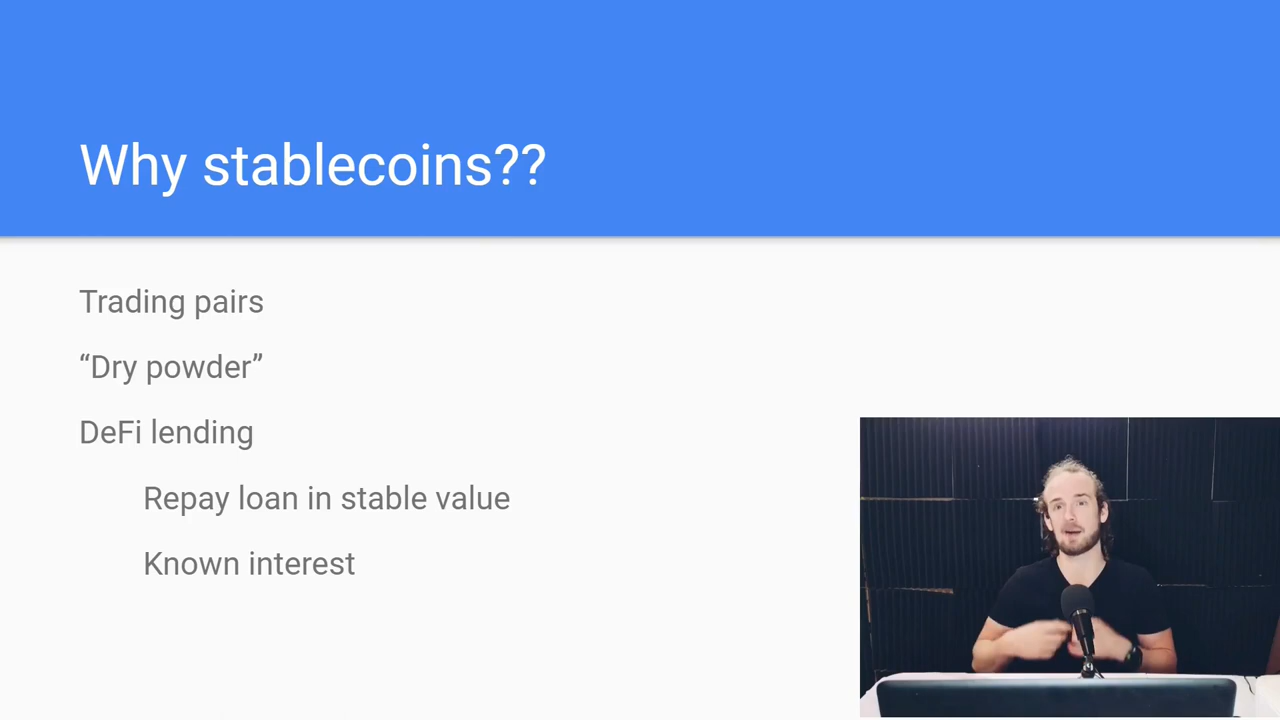 Why stablecoins??
Trading pairs
“Dry powder”
DeFi lending
Repay loan in stable value
Known interest